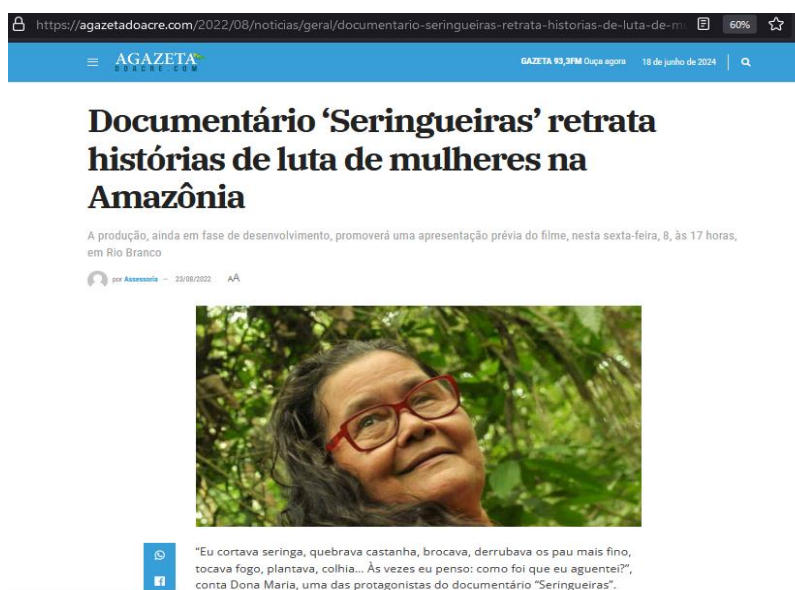 https://agazetadoacre.com/2022/08/noticias/geral/documentario-seringueiras-retrata-historias-de-luta-de-m
60%
AGAZETA
DOACRE.COM
GAZETA 93,3FM Ouça agora
18 de junho de 2024
Documentário ‘Seringueiras’ retrata
histórias de luta de mulheres na
Amazônia
A produção, ainda em fase de desenvolvimento, promoverá uma apresentação prévia do filme, nesta sexta-feira, 8, às 17 horas,
em Rio Branco
por Assessoria — 23/08/2022 AA
“Eu cortava seringa, quebrava castanha, brocava, derrubava os pau mais fino,
tocava fogo, plantava, colhia... Às vezes eu penso: como foi que eu aguentei?”,
conta Dona Maria, uma das protagonistas do documentário “Seringueiras”.